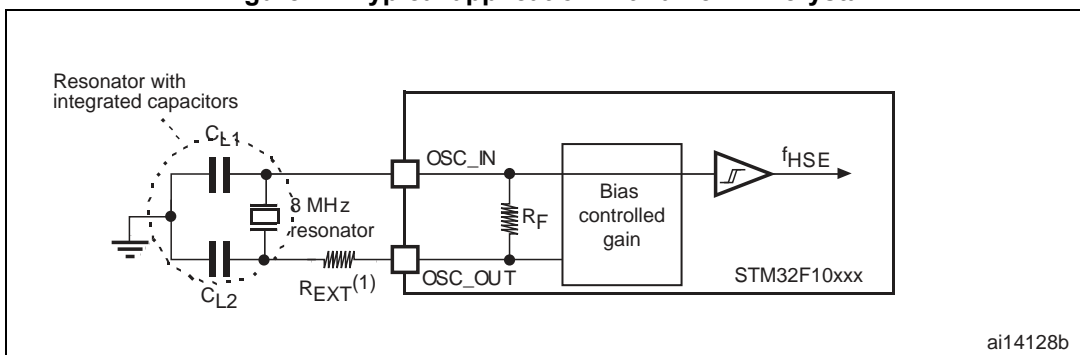 Resonator with
integrated capacitors
CL1
OSC_IN
fHSE
8 MHz
resonator
RF
Bias
controlled
gain
OSC_OUT
STM32F10xxx
REXT(1)
CL2
ai14128b